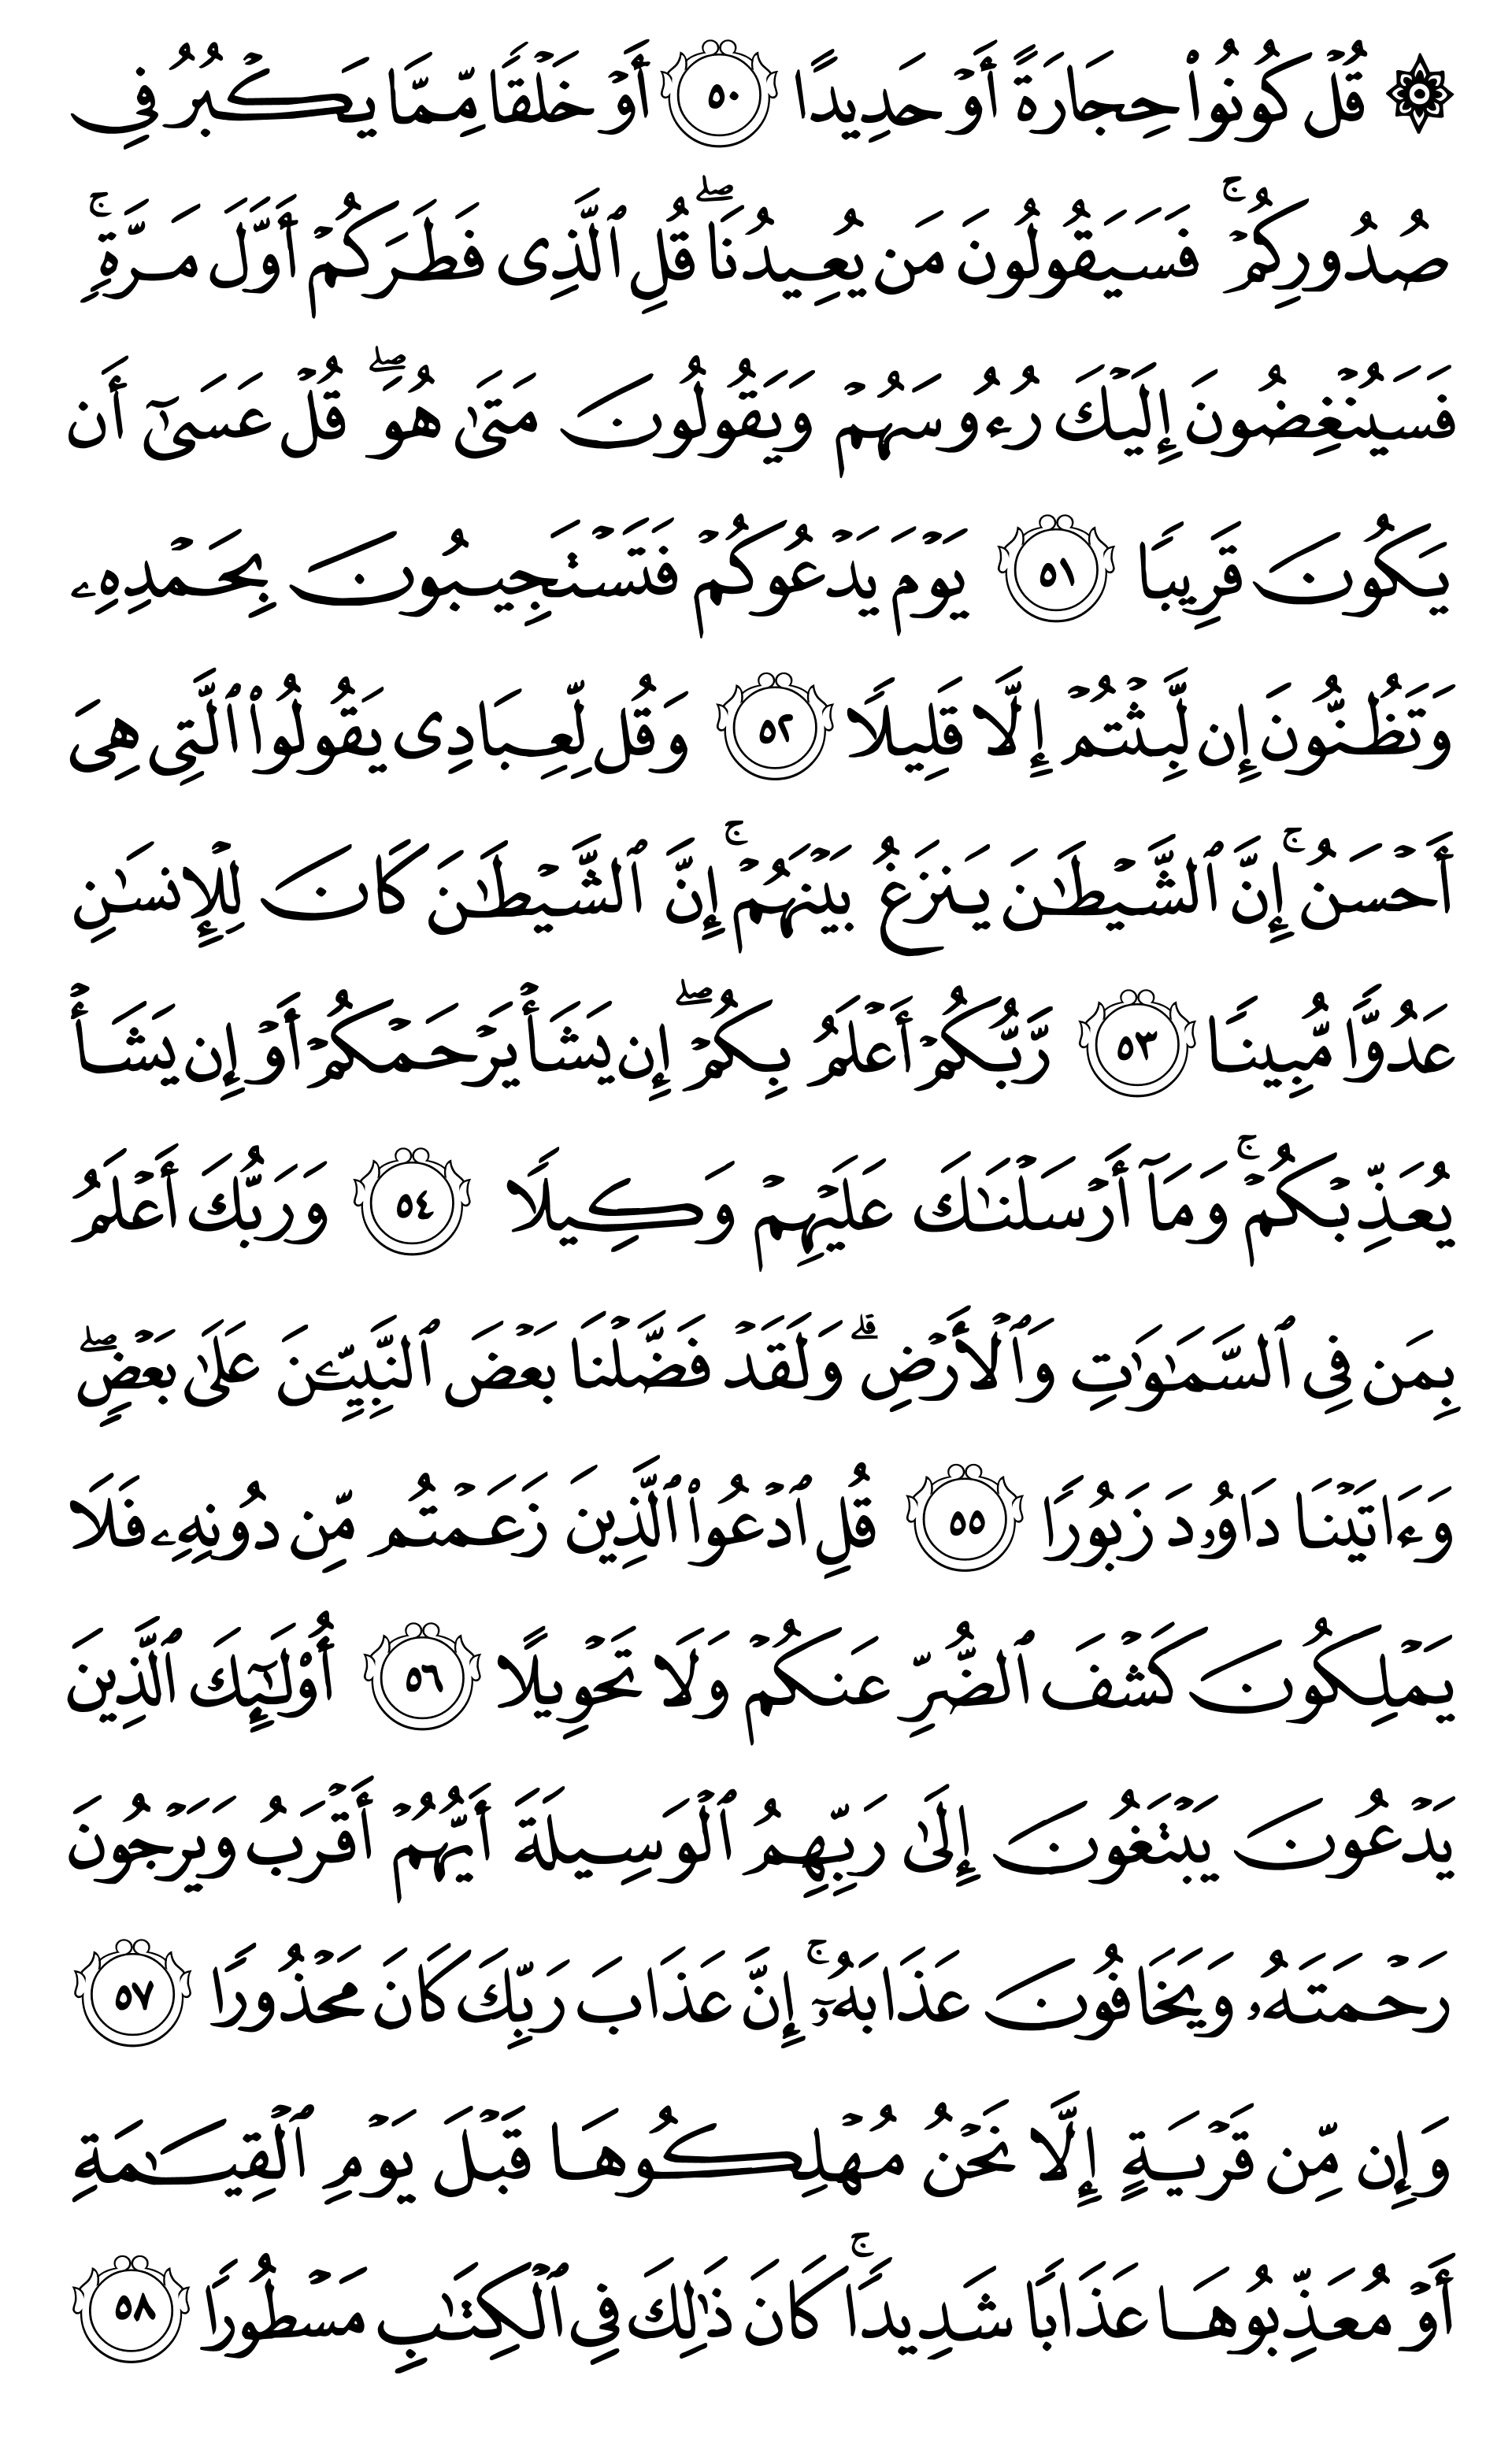 ۞ قُلۡ كُونُواْ حِجَارَةً أَوۡ حَدِيدًا ٥٠ أَوۡ خَلۡقٗا مِّمَّا يَكۡبُرُ فِي
صُدُورِكُمۡۚ فَسَيَقُولُونَ مَن يُعِيدُنَاۖ قُلِ ٱلَّذِي فَطَرَكُمۡ أَوَّلَ مَرَّةٖۚ
فَسَيُنۡغِضُونَ إِلَيۡكَ رُءُوسَهُمۡ وَيَقُولُونَ مَتَىٰ هُوَۖ قُلۡ عَسَىٰٓ أَن
يَكُونَ قَرِيبٗا ٥١ يَوۡمَ يَدۡعُوكُمۡ فَتَسۡتَجِيبُونَ بِحَمۡدِهِۦ
وَتَظُنُّونَ إِن لَّبِثۡتُمۡ إِلَّا قَلِيلٗا ٥٢ وَقُل لِّعِبَادِي يَقُولُواْ ٱلَّتِي هِيَ
أَحۡسَنُۚ إِنَّ ٱلشَّيۡطَٰنَ يَنزَغُ بَيۡنَهُمۡۚ إِنَّ ٱلشَّيۡطَٰنَ كَانَ لِلۡإِنسَٰنِ
عَدُوّٗا مُّبِينٗا ٥٣ رَّبُّكُمۡ أَعۡلَمُ بِكُمۡۖ إِن يَشَأۡ يَرۡحَمۡكُمۡ أَوۡ إِن يَشَأۡ
يُعَذِّبۡكُمۡۚ وَمَآ أَرۡسَلۡنَٰكَ عَلَيۡهِمۡ وَكِيلٗا ٥٤ وَرَبُّكَ أَعۡلَمُ
بِمَن فِي ٱلسَّمَٰوَٰتِ وَٱلۡأَرۡضِۗ وَلَقَدۡ فَضَّلۡنَا بَعۡضَ ٱلنَّبِيِّـۧنَ عَلَىٰ بَعۡضٖۖ
وَءَاتَيۡنَا دَاوُۥدَ زَبُورٗا ٥٥ قُلِ ٱدۡعُواْ ٱلَّذِينَ زَعَمۡتُم مِّن دُونِهِۦ فَلَا
يَمۡلِكُونَ كَشۡفَ ٱلضُّرِّ عَنكُمۡ وَلَا تَحۡوِيلًا ٥٦ أُوْلَٰٓئِكَ ٱلَّذِينَ
يَدۡعُونَ يَبۡتَغُونَ إِلَىٰ رَبِّهِمُ ٱلۡوَسِيلَةَ أَيُّهُمۡ أَقۡرَبُ وَيَرۡجُونَ
رَحۡمَتَهُۥ وَيَخَافُونَ عَذَابَهُۥٓۚ إِنَّ عَذَابَ رَبِّكَ كَانَ مَحۡذُورٗا ٥٧
وَإِن مِّن قَرۡيَةٍ إِلَّا نَحۡنُ مُهۡلِكُوهَا قَبۡلَ يَوۡمِ ٱلۡقِيَٰمَةِ
أَوۡ مُعَذِّبُوهَا عَذَابٗا شَدِيدٗاۚ كَانَ ذَٰلِكَ فِي ٱلۡكِتَٰبِ مَسۡطُورٗا ٥٨